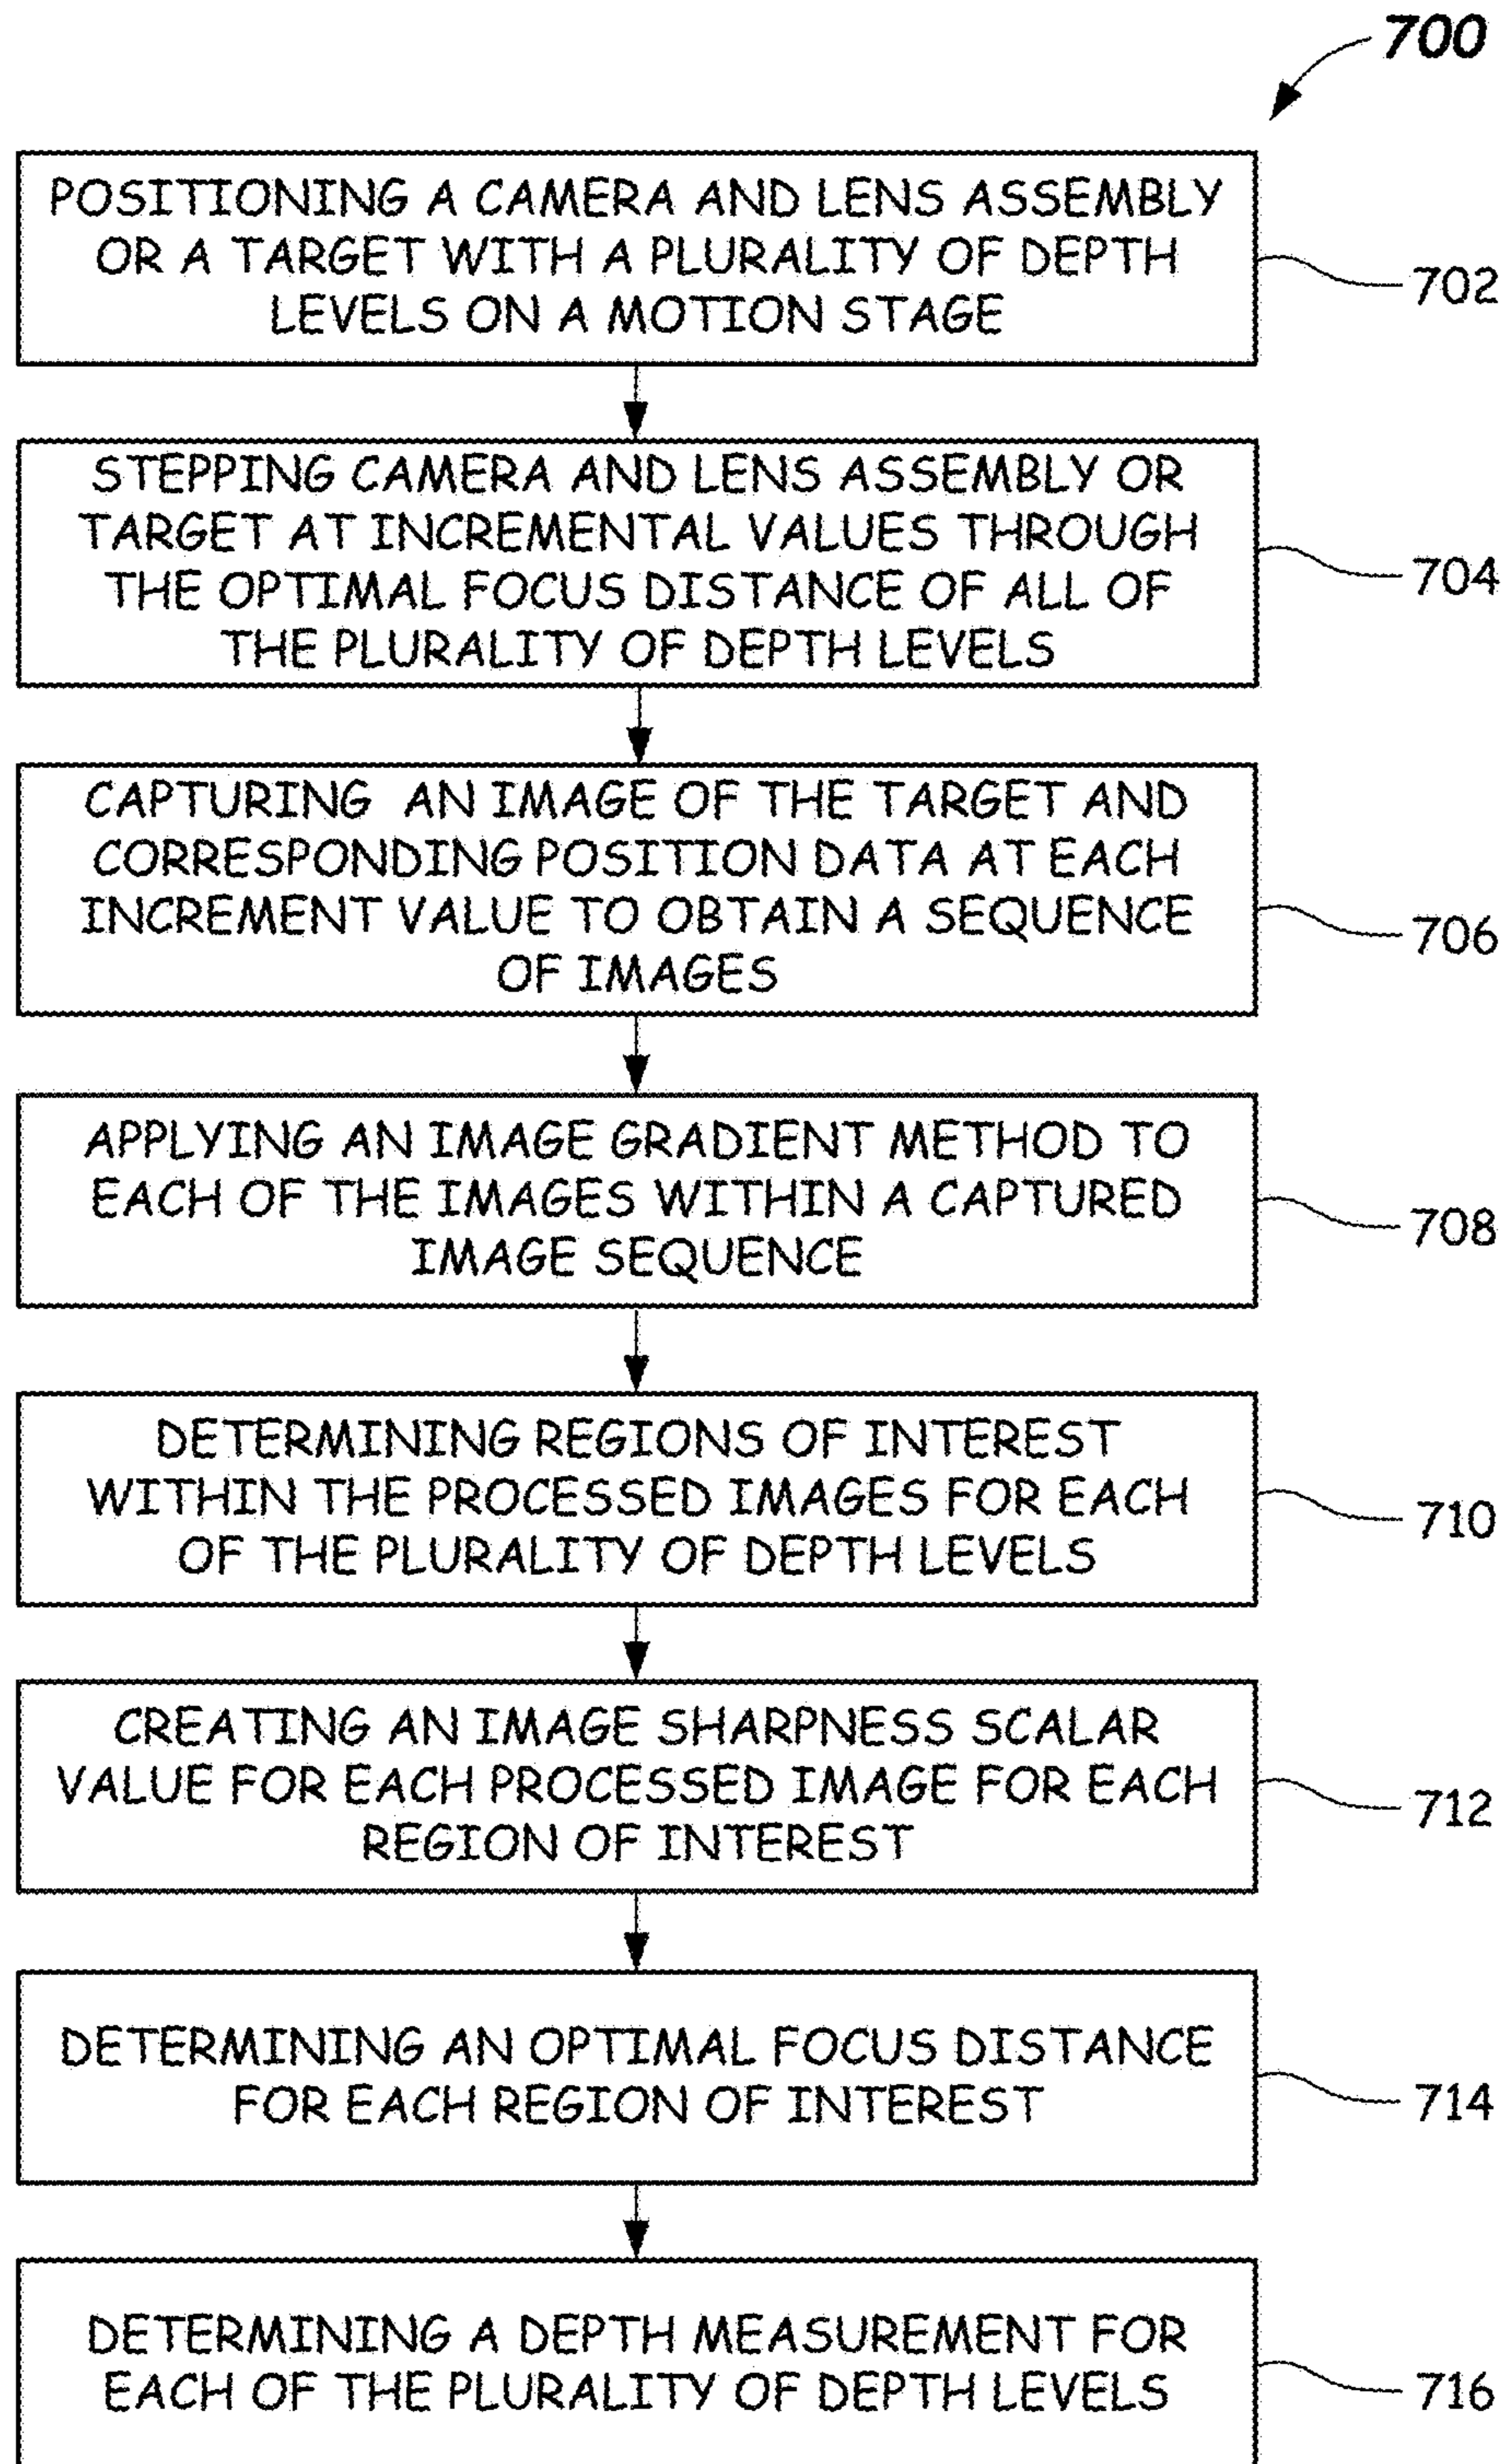 700
POSITIONING A CAMERA AND LENS ASSEMBLY
OR A TARGET WITH A PLURALITY OF DEPTH
LEVELS ON A MOTION STAGE
702
STEPPING CAMERA AND LENS ASSEMBLY OR
TARGET AT INCREMENTAL VALUES THROUGH
THE OPTIMAL FOCUS DISTANCE OF ALL OF
THE PLURALITY OF DEPTH LEVELS
704
CAPTURING AN IMAGE OF THE TARGET AND
CORRESPONDING POSITION DATA AT EACH
INCREMENT VALUE TO OBTAIN A SEQUENCE
OF IMAGES
706
APPLYING AN IMAGE GRADIENT METHOD TO
EACH OF THE IMAGES WITHIN A CAPTURED
IMAGE SEQUENCE
708
DETERMINING REGIONS OF INTEREST
WITHIN THE PROCESSED IMAGES FOR EACH
OF THE PLURALITY OF DEPTH LEVELS
710
CREATING AN IMAGE SHARPNESS SCALAR
VALUE FOR EACH PROCESSED IMAGE FOR EACH
REGION OF INTEREST
712
DETERMINING AN OPTIMAL FOCUS DISTANCE
FOR EACH REGION OF INTEREST
714
DETERMINING A DEPTH MEASUREMENT FOR
EACH OF THE PLURALITY OF DEPTH LEVELS
716